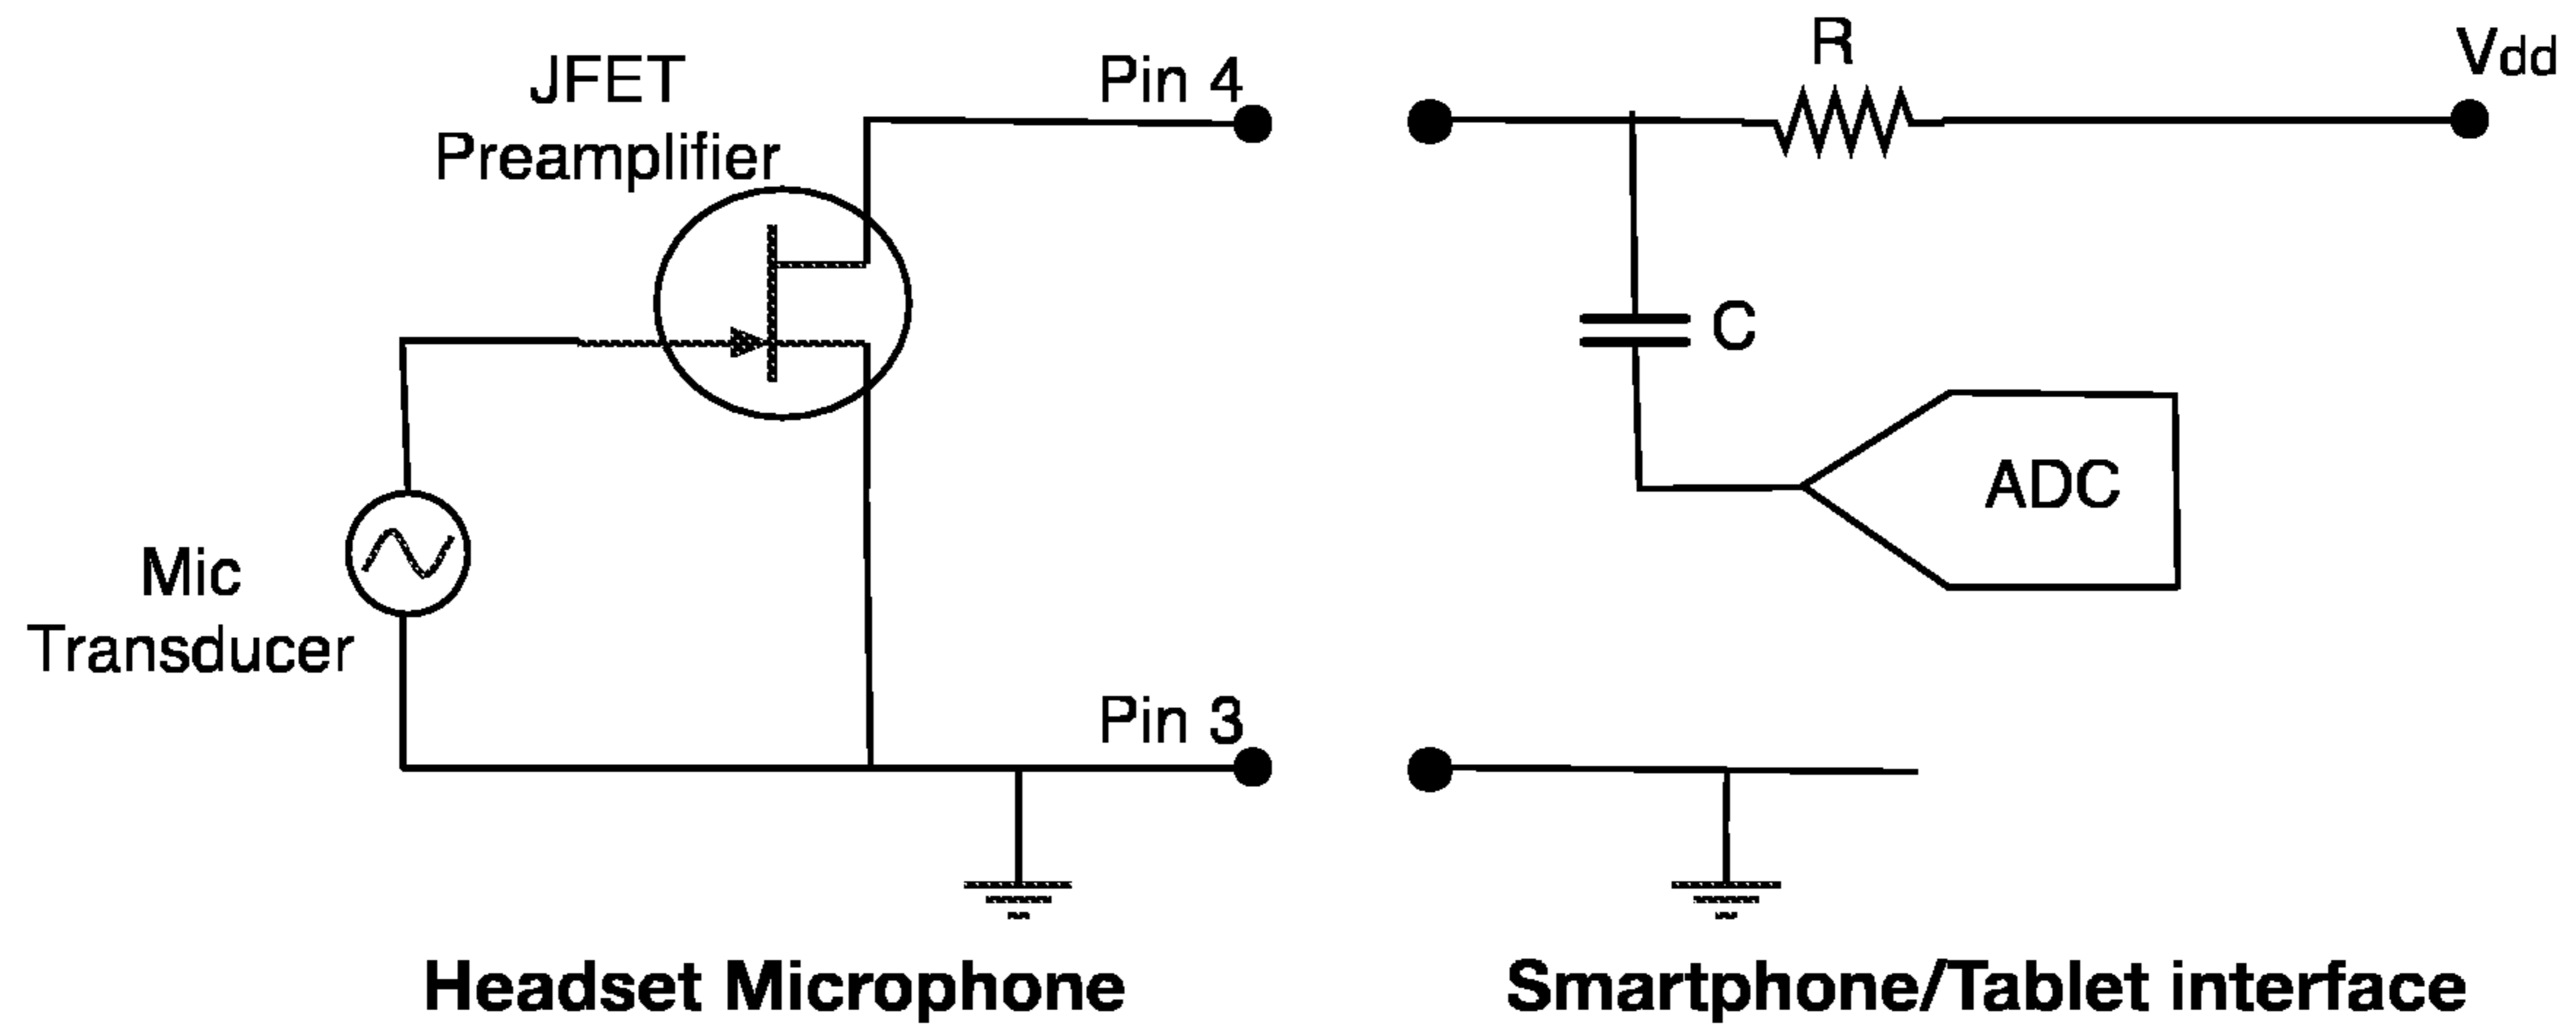 JFET
Preamplifier
Pin 4
R
Vdd
C
ADC
Mic
Transducer
Pin 3
Headset Microphone
Smartphone/Tablet interface